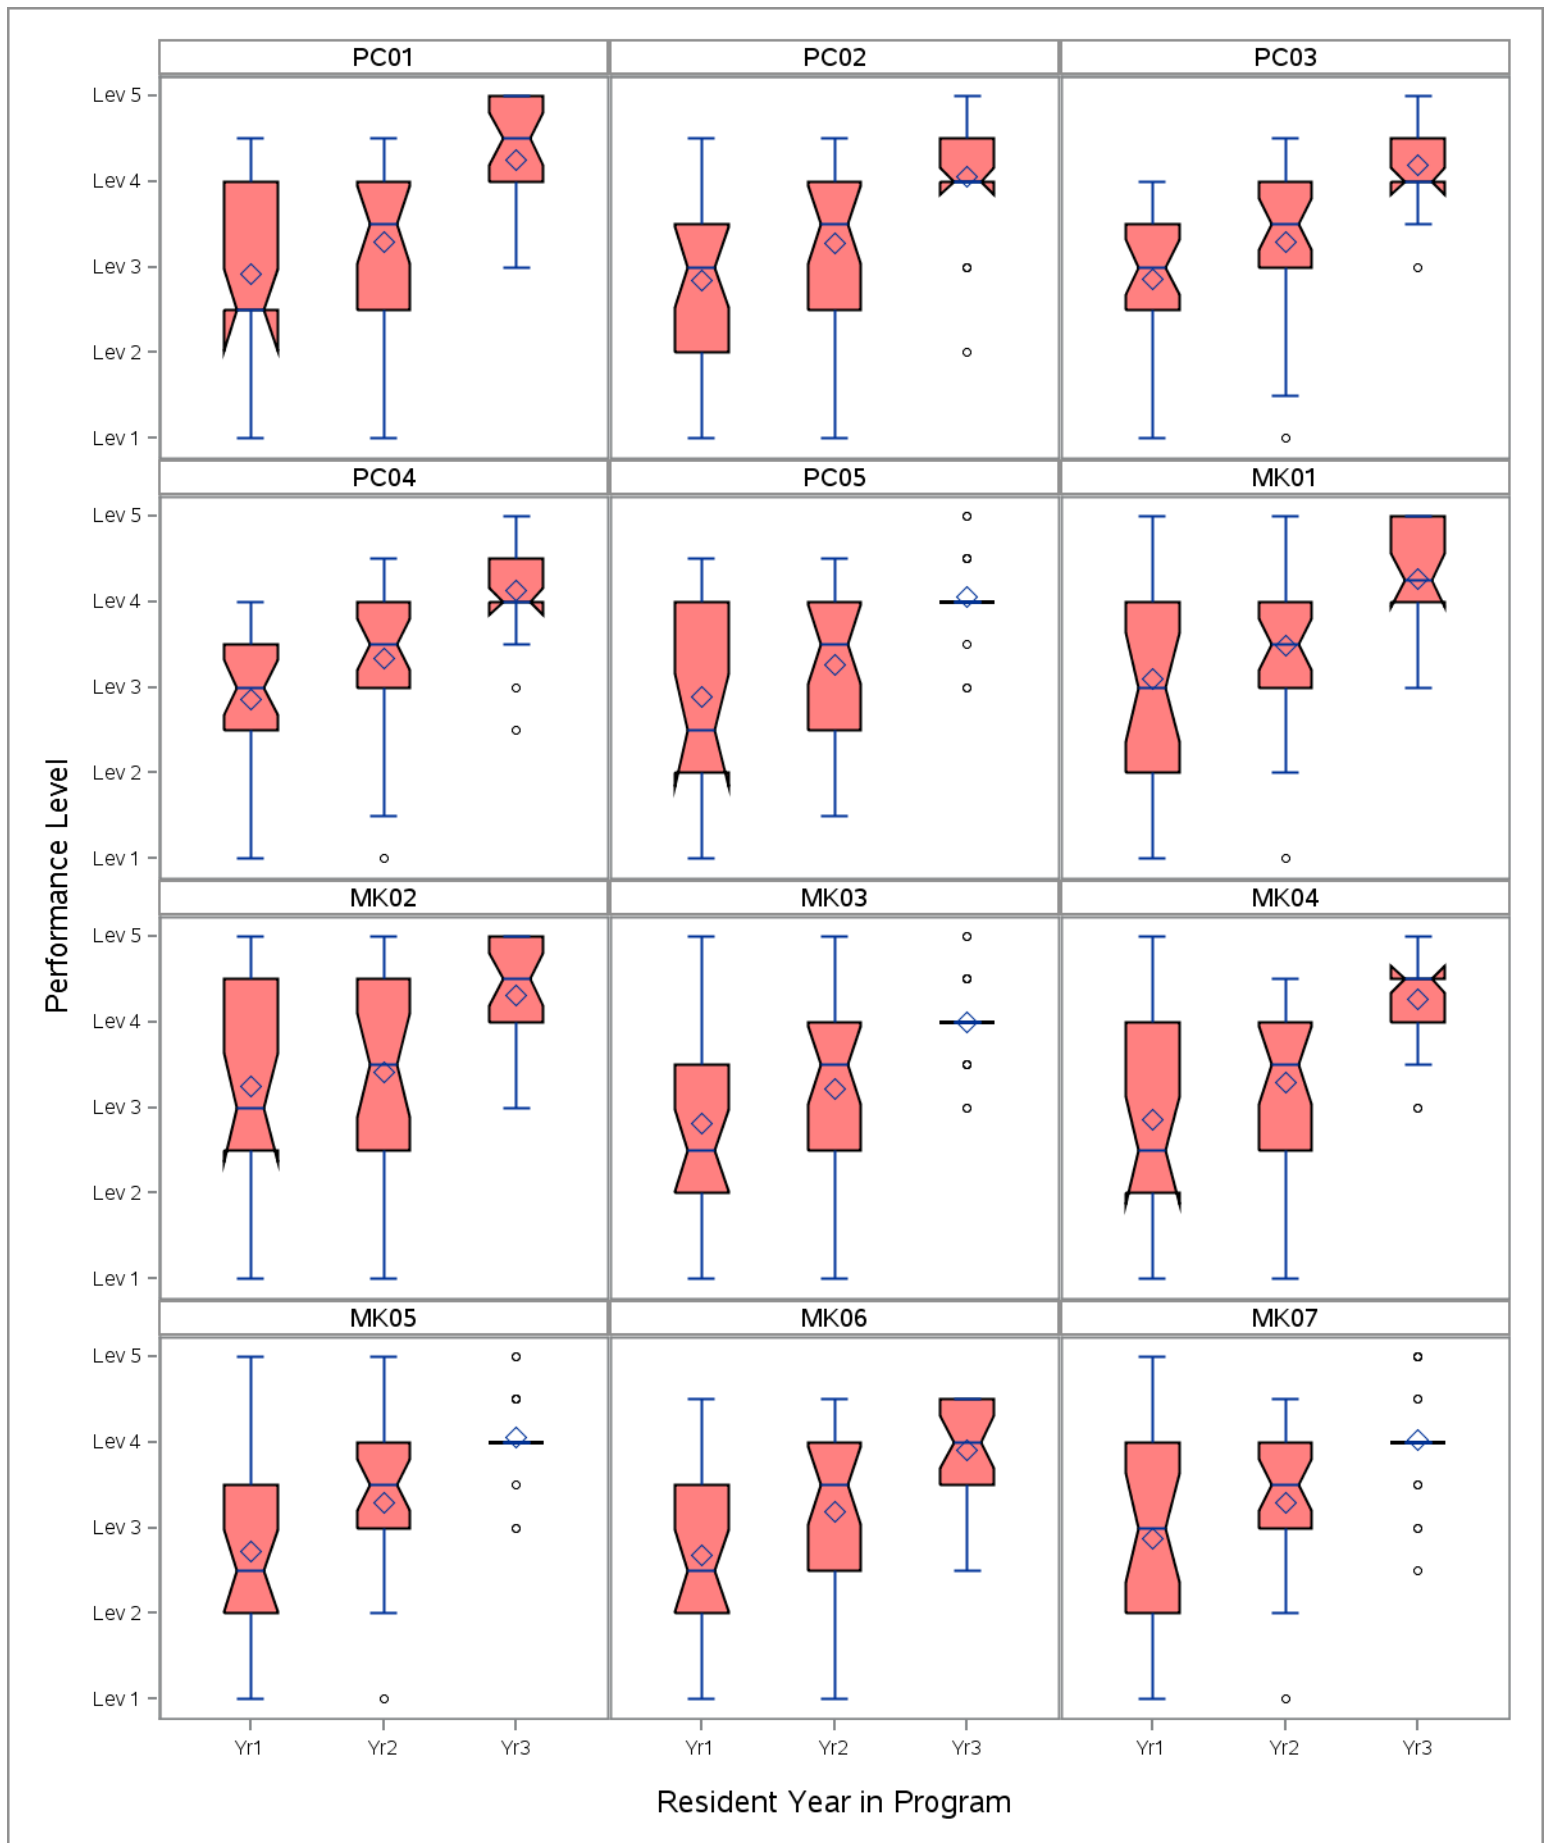 PC01 PC02 PC03
Lev 5
Lev 4
Lev 3
Lev 2
Lev 1
PC04 PC05 MK01
Lev 5
Lev 4
Lev 3
Lev 2
Lev 1
MK02 MK03 MK04
Lev 5
Lev 4
Lev 3
Lev 2
Lev 1
MK05 MK06 MK07
Lev 5
Lev 4
Lev 3
Lev 2
Lev 1
Performance Level
Yr1 Yr2 Yr3 Yr1 Yr2 Yr3 Yr1 Yr2 Yr3
Resident Year in Program